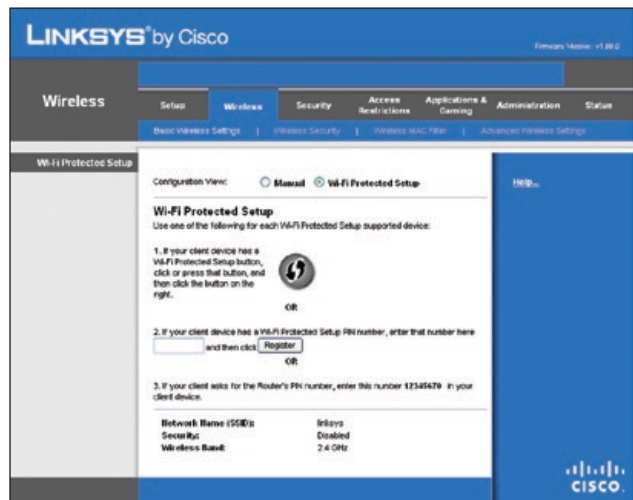 LINKSYS® by Cisco
Firmware Version: v1.00.0
Wireless
Setup
Wireless
Security
Access Restrictions
Applications & Gaming
Administration
Status
Basic Wireless Settings | Wireless Security | Wireless MAC Filter | Advanced Wireless Settings
Wi-Fi Protected Setup
Configuration View: Manual Wi-Fi Protected Setup
Help...
Wi-Fi Protected Setup
Use one of the following for each Wi-Fi Protected Setup supported device:
1. If your client device has a
Wi-Fi Protected Setup button,
click or press that button, and
then click the button on the
right.
OR
2. If your client device has a Wi-Fi Protected Setup PIN number, enter that number here
and then click Register
OR
3. If your client asks for the Router's PIN number, enter this number 12345670 in your
client device.
Network Name (SSID): linksys
Security: Disabled
Wireless Band: 2.4 GHz
CISCO.